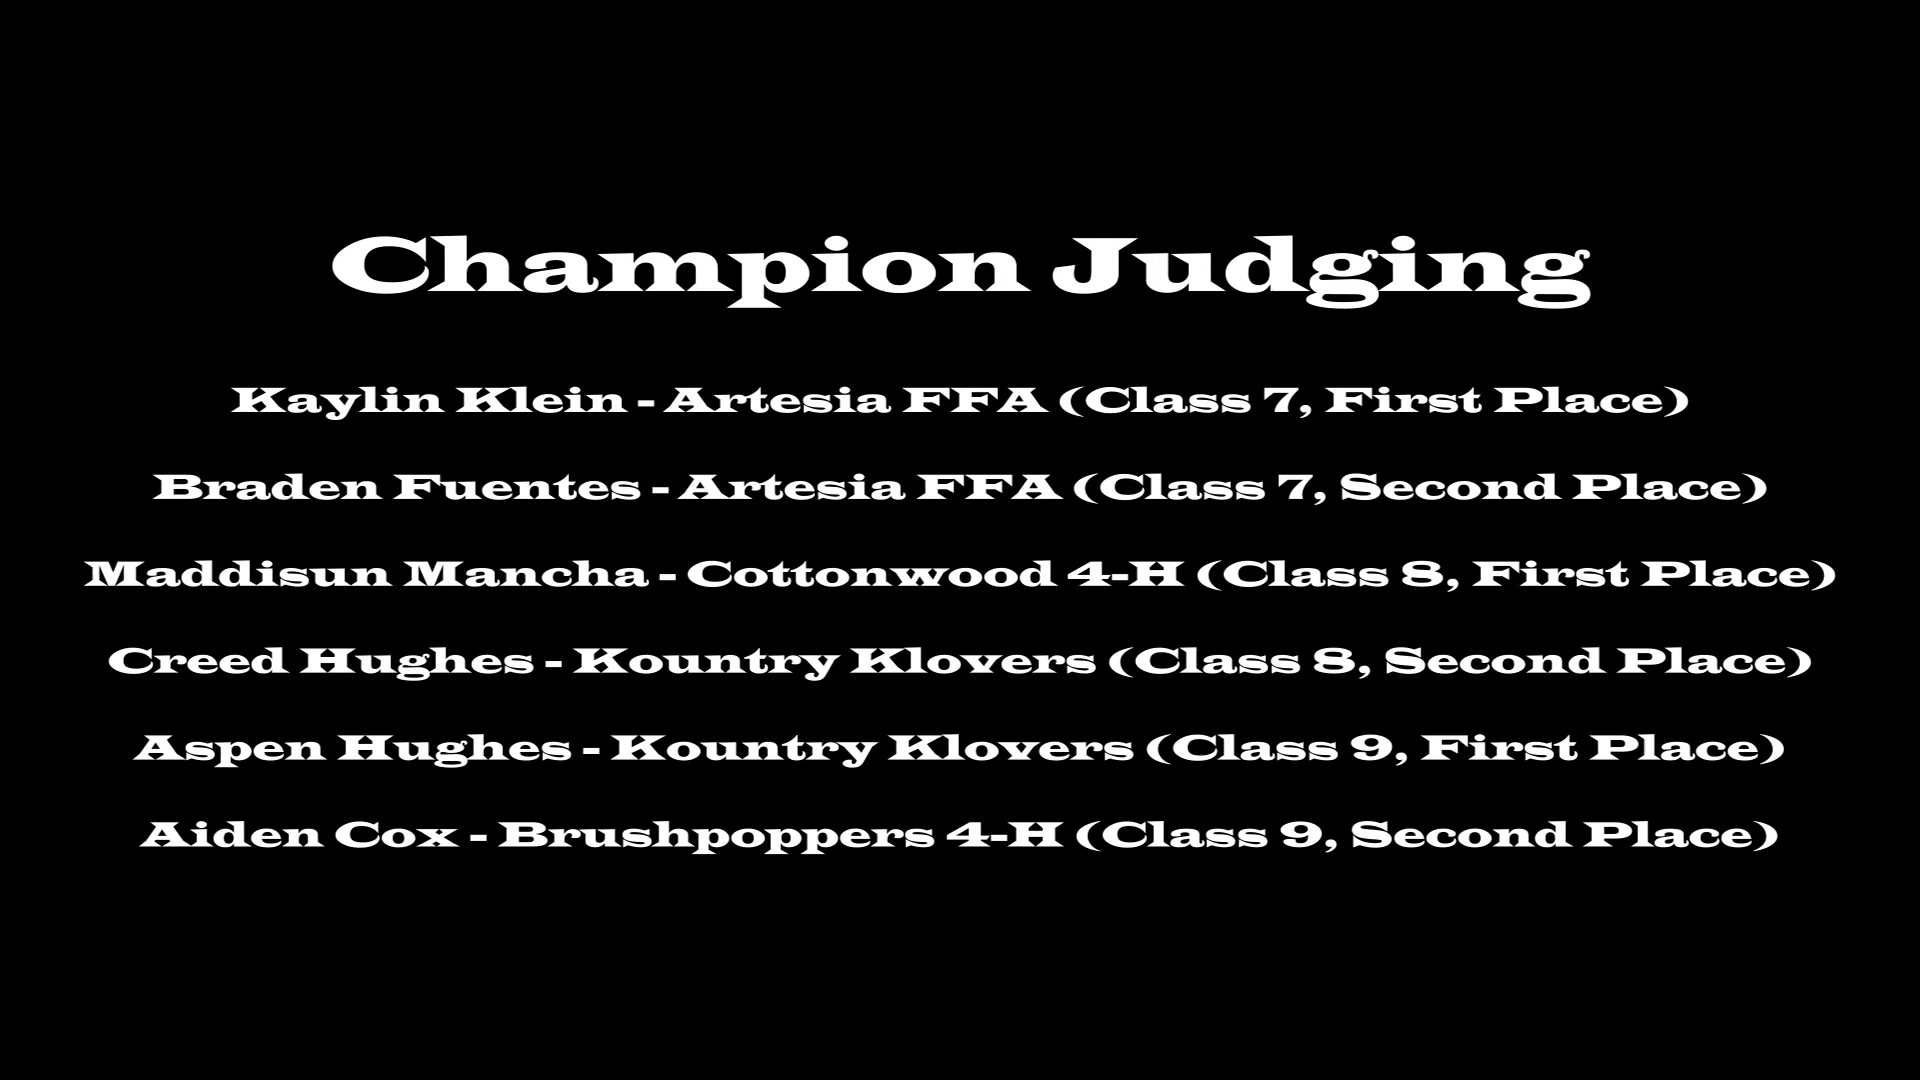 Champion Judging
Kaylin Klein - Artesia FFA (Class 7, First Place)
Braden Fuentes - Artesia FFA (Class 7, Second Place)
Maddisun Mancha - Cottonwood 4-H (Class 8, First Place)
Creed Hughes - Kountry Klovers (Class 8, Second Place)
Aspen Hughes - Kountry Klovers (Class 9, First Place)
Aiden Cox - Brushpoppers 4-H (Class 9, Second Place)